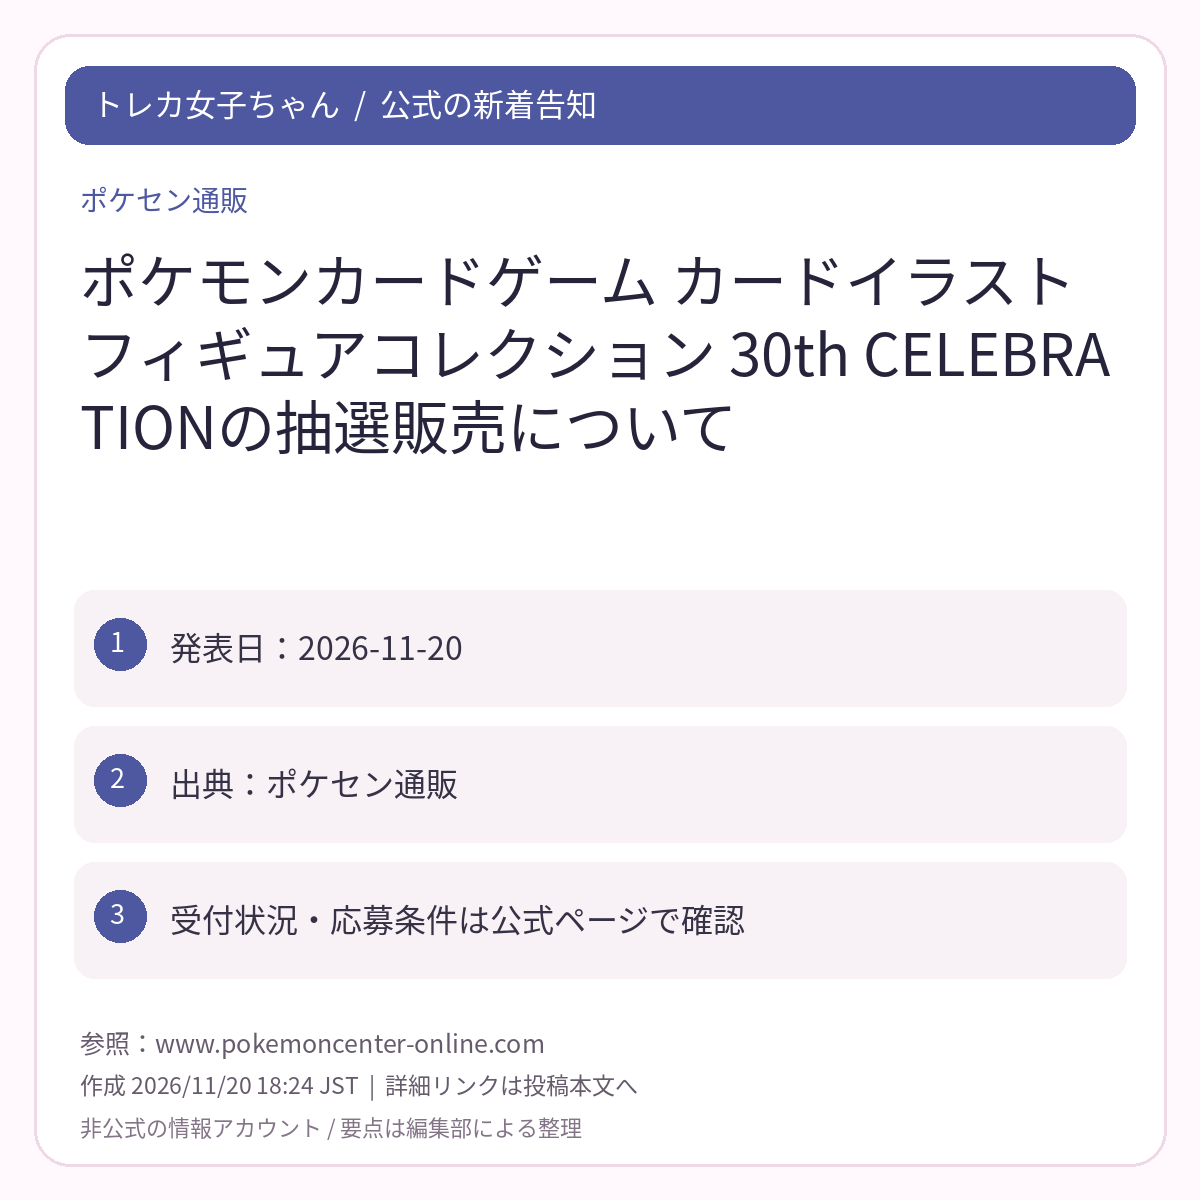 トレカ女子ちゃん / 公式の新着告知
ポケセン通販
ポケモンカードゲーム カードイラスト
フィギュアコレクション 30th CELEBRA
TIONの抽選販売について
1 発表日：2026-11-20
2 出典：ポケセン通販
3 受付状況・応募条件は公式ページで確認
参照：www.pokemoncenter-online.com
作成 2026/11/20 18:24 JST | 詳細リンクは投稿本文へ
非公式の情報アカウント / 要点は編集部による整理